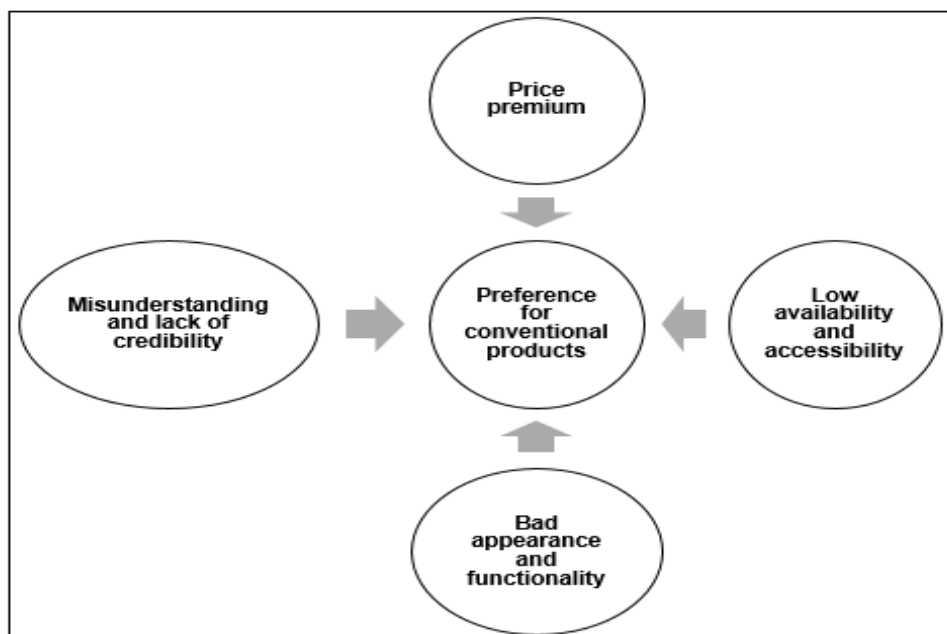 Price
premium
Misunderstanding
and lack of
credibility
Preference
for
conventional
products
Low
availability
and
accessibility
Bad
appearance
and
functionality